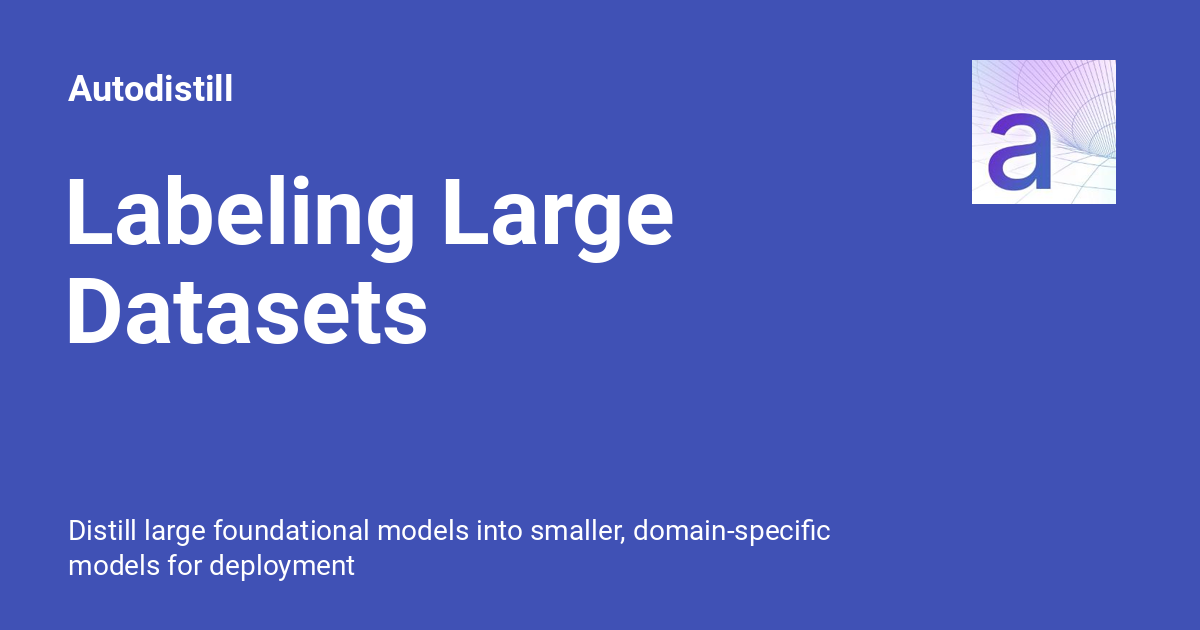 Autodistill
a
Labeling Large
Datasets
Distill large foundational models into smaller, domain-specific
models for deployment